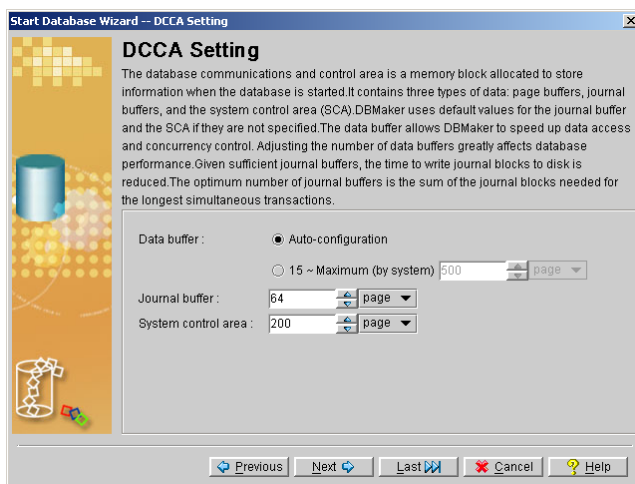 Start Database Wizard -- DCCA Setting
DCCA Setting
The database communications and control area is a memory block allocated to store
information when the database is started.It contains three types of data: page buffers, journal
buffers, and the system control area (SCA).DBMaker uses default values for the journal buffer
and the SCA if they are not specified.The data buffer allows DBMaker to speed up data access
and concurrency control. Adjusting the number of data buffers greatly affects database
performance.Given sufficient journal buffers, the time to write journal blocks to disk is
reduced.The optimum number of journal buffers is the sum of the journal blocks needed for
the longest simultaneous transactions.
Data buffer : Auto-configuration
15 ~ Maximum (by system) 500 page
Journal buffer : 64 page
System control area : 200 page
Previous Next Last Cancel Help